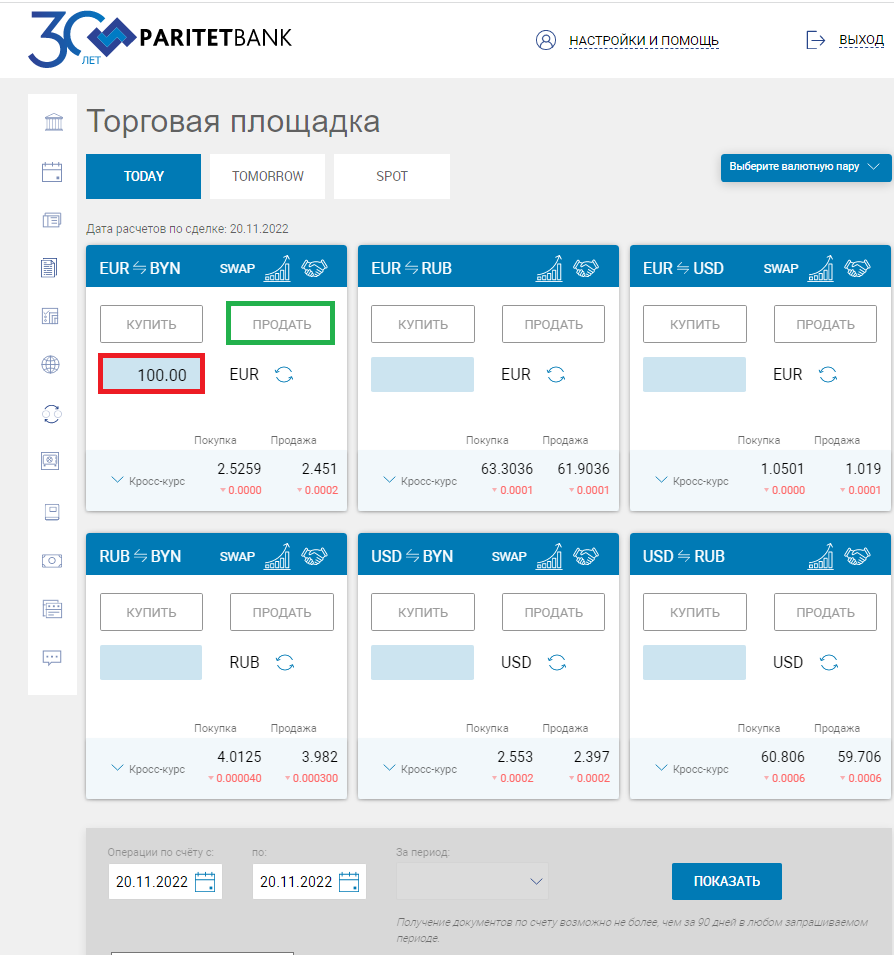 30 ЛЕТ PARITETBANK
НАСТРОЙКИ И ПОМОЩЬ
ВЫХОД
Торговая площадка
TODAY
TOMORROW
SPOT
Выберите валютную пару
Дата расчетов по сделке: 20.11.2022
EUR ⇋ BYN SWAP
КУПИТЬ ПРОДАТЬ
100.00 EUR
Покупка Продажа
Кросс-курс 2.5259 2.451
0.0000 0.0002
EUR ⇋ RUB
КУПИТЬ ПРОДАТЬ
EUR
Покупка Продажа
Кросс-курс 63.3036 61.9036
0.0001 0.0001
EUR ⇋ USD SWAP
КУПИТЬ ПРОДАТЬ
EUR
Покупка Продажа
Кросс-курс 1.0501 1.019
0.0000 0.0001
RUB ⇋ BYN SWAP
КУПИТЬ ПРОДАТЬ
RUB
Покупка Продажа
Кросс-курс 4.0125 3.982
0.000040 0.000300
USD ⇋ BYN SWAP
КУПИТЬ ПРОДАТЬ
USD
Покупка Продажа
Кросс-курс 2.553 2.397
0.0002 0.0002
USD ⇋ RUB
КУПИТЬ ПРОДАТЬ
USD
Покупка Продажа
Кросс-курс 60.806 59.706
0.0006 0.0006
Операции по счёту с: по: За период:
20.11.2022 20.11.2022 ПОКАЗАТЬ
Получение документов по счету возможно не более, чем за 90 дней в любом запрашиваемом
периоде.